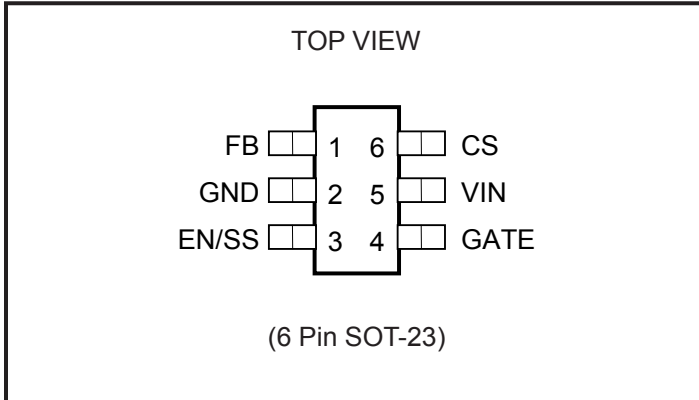 TOP VIEW
FB 1 6 CS
GND 2 5 VIN
EN/SS 3 4 GATE
(6 Pin SOT-23)